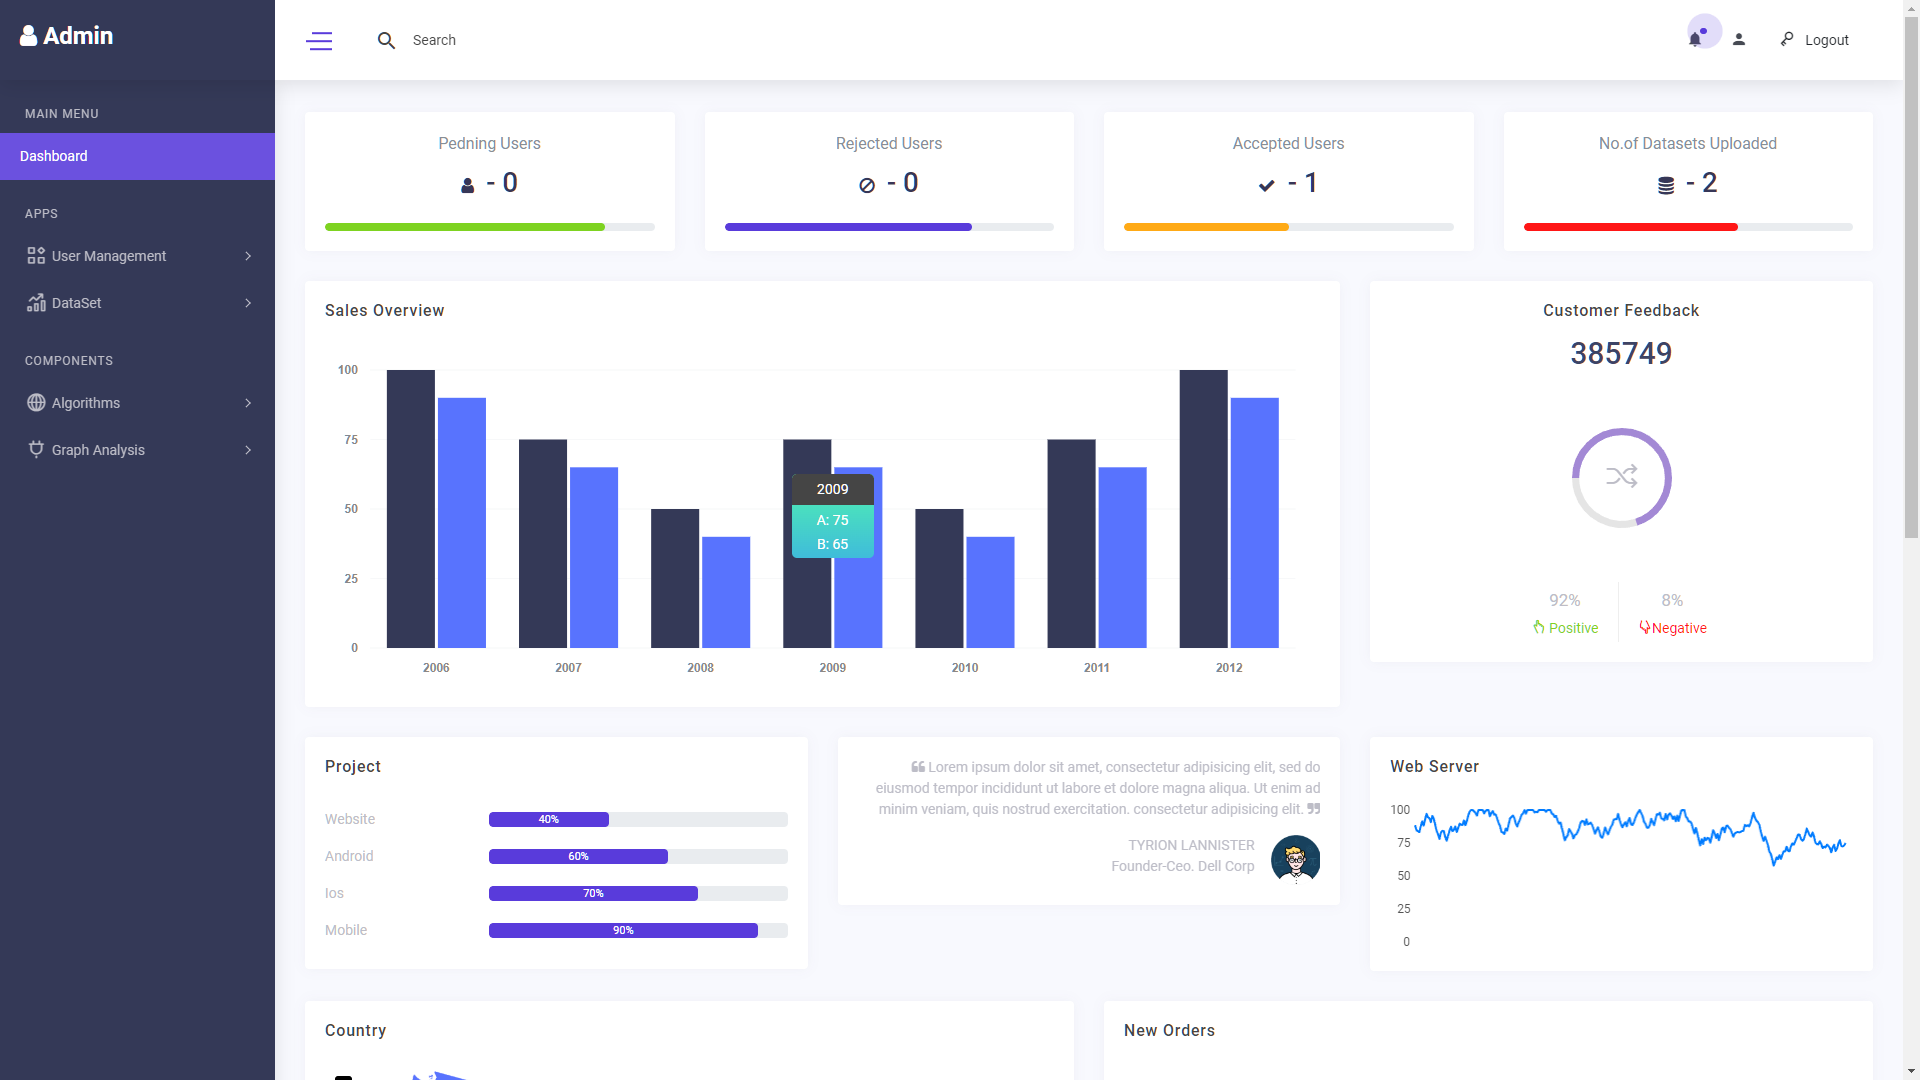 Admin
Search
Logout
MAIN MENU
Dashboard
APPS
User Management
DataSet
COMPONENTS
Algorithms
Graph Analysis
Pedning Users
- 0
Rejected Users
- 0
Accepted Users
- 1
No.of Datasets Uploaded
- 2
Sales Overview
100
75
50
25
0
2009
A: 75
B: 65
2006 2007 2008 2009 2010 2011 2012
Customer Feedback
385749
92%
Positive
8%
Negative
Project
Website 40%
Android 60%
Ios 70%
Mobile 90%
Lorem ipsum dolor sit amet, consectetur adipisicing elit, sed do
eiusmod tempor incididunt ut labore et dolore magna aliqua. Ut enim ad
minim veniam, quis nostrud exercitation. consectetur adipisicing elit.
TYRION LANNISTER
Founder-Ceo. Dell Corp
Web Server
100
75
50
25
0
Country
New Orders